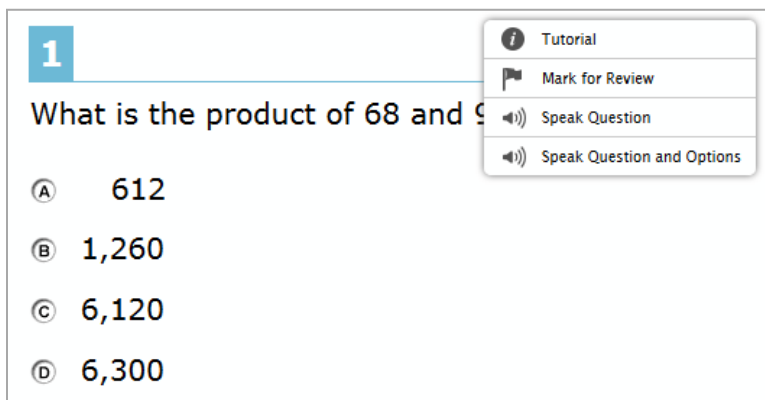 1
What is the product of 68 and
A 612
B 1,260
C 6,120
D 6,300
Tutorial
Mark for Review
Speak Question
Speak Question and Options